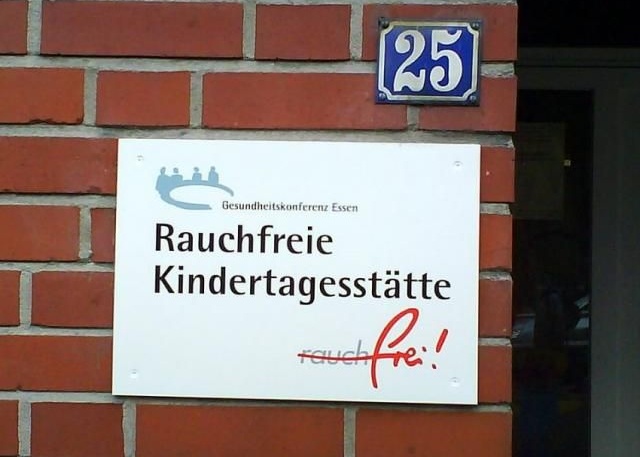 25
Gesundheitskonferenz Essen
Rauchfreie
Kindertagesstätte
rauchfrei!